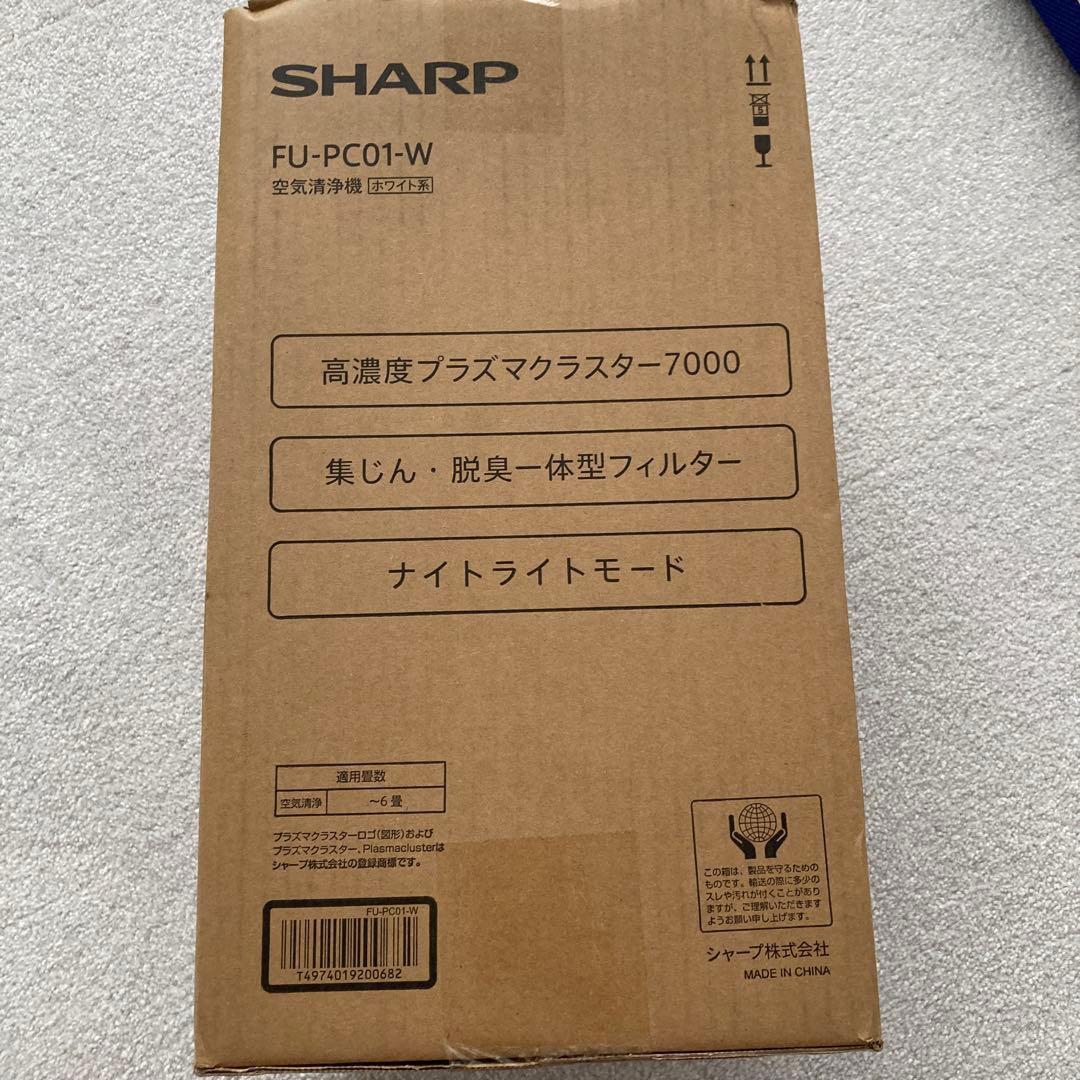 SHARP
FU-PC01-W
空気清浄機 ホワイト系
5
高濃度プラズマクラスター7000
集じん・脱臭一体型フィルター
ナイトライトモード
適用畳数
空気清浄 ～6畳
プラズマクラスターロゴ(図形)および
プラズマクラスター、Plasmaclusterは
シャープ株式会社の登録商標です。
FU-PC01-W
T4974019200682
この箱は、製品を守るための
ものです。輸送の際に多少の
スレや汚れが付くことがあり
ますが、ご理解いただきます
ようお願い申し上げます。
シャープ株式会社
MADE IN CHINA